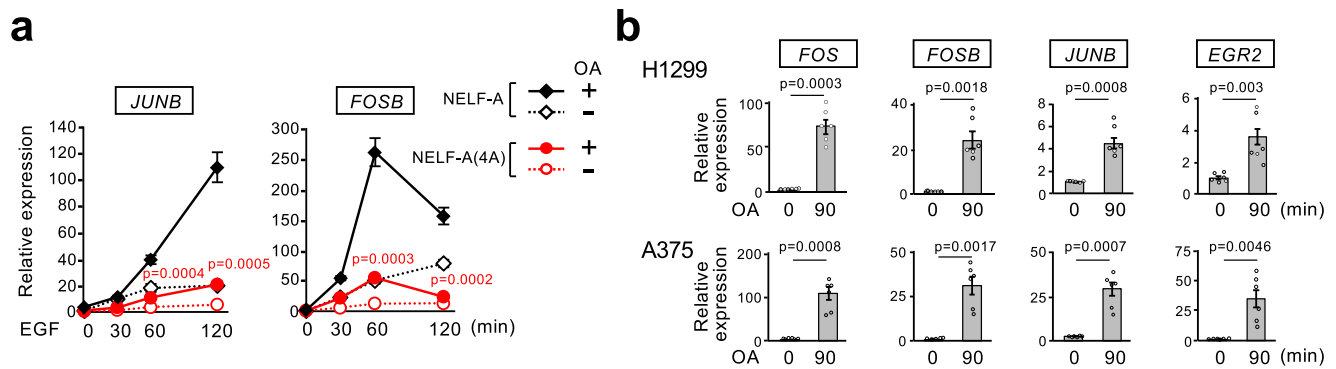 a
JUNB
FOSB
OA
NELF-A
+
–
NELF-A(4A)
+
–
Relative expression
140
120
100
80
60
40
20
0
p=0.0004
p=0.0005
300
250
200
150
100
50
0
p=0.0003
p=0.0002
EGF 0 30 60 120 0 30 60 120 (min)
b
FOS FOSB JUNB EGR2
H1299
p=0.0003 p=0.0018 p=0.0008 p=0.003
Relative
expression
100
50
0
40
20
0
8
6
4
2
0
6
4
2
0
OA 0 90 0 90 0 90 0 90 (min)
A375
p=0.0008 p=0.0017 p=0.0007 p=0.0046
Relative
expression
200
100
0
50
25
0
50
25
0
75
50
25
0
OA 0 90 0 90 0 90 0 90 (min)